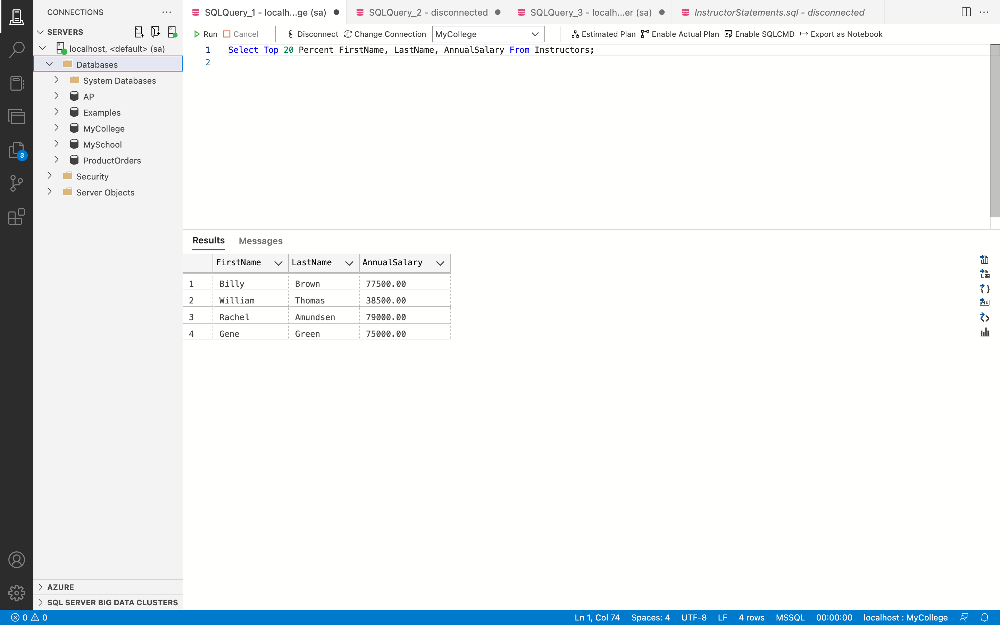 CONNECTIONS
SERVERS
localhost, <default> (sa)
Databases
System Databases
AP
Examples
MyCollege
MySchool
ProductOrders
Security
Server Objects
3
AZURE
SQL SERVER BIG DATA CLUSTERS
SQLQuery_1 - localh...ge (sa) SQLQuery_2 - disconnected SQLQuery_3 - localh...er (sa) InstructorStatements.sql - disconnected
Run Cancel Disconnect Change Connection MyCollege Estimated Plan Enable Actual Plan Enable SQLCMD Export as Notebook
1 Select Top 20 Percent FirstName, LastName, AnnualSalary From Instructors;
2
Results Messages
FirstName LastName AnnualSalary
1 Billy Brown 77500.00
2 William Thomas 38500.00
3 Rachel Amundsen 79000.00
4 Gene Green 75000.00
0 0 Ln 1, Col 74 Spaces: 4 UTF-8 LF 4 rows MSSQL 00:00:00 localhost : MyCollege